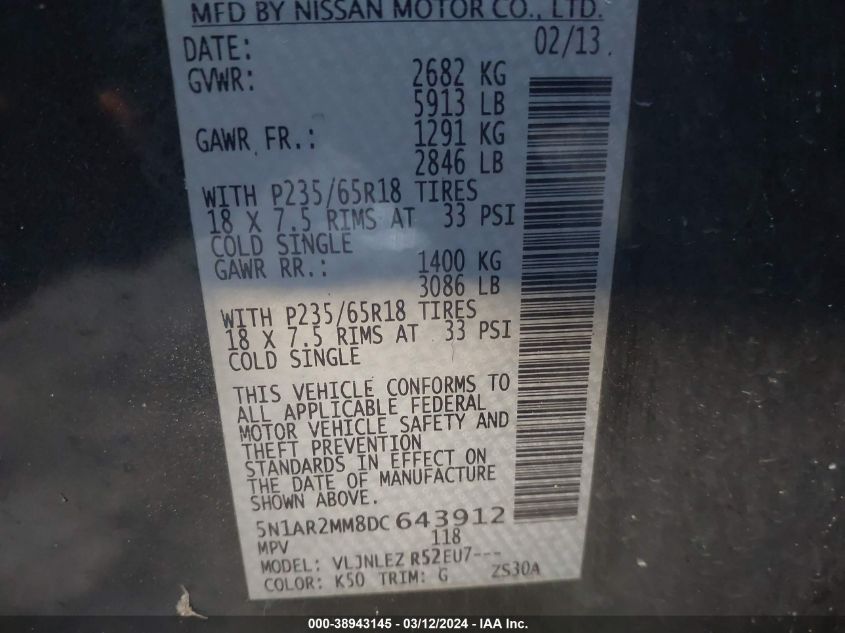 MFD BY NISSAN MOTOR CO., LTD.
DATE: 02/13
GVWR: 2682 KG
5913 LB
GAWR FR.: 1291 KG
2846 LB
WITH P235/65R18 TIRES
18 X 7.5 RIMS AT 33 PSI
COLD SINGLE
GAWR RR.: 1400 KG
3086 LB
WITH P235/65R18 TIRES
18 X 7.5 RIMS AT 33 PSI
COLD SINGLE
THIS VEHICLE CONFORMS TO
ALL APPLICABLE FEDERAL
MOTOR VEHICLE SAFETY AND
THEFT PREVENTION
STANDARDS IN EFFECT ON
THE DATE OF MANUFACTURE
SHOWN ABOVE.
5N1AR2MM8DC 643912
MPV 118
MODEL: VLJNLEZ R52EU7---
COLOR: K50 TRIM: G ZS30A
000-38943145 - 03/12/2024 - IAA Inc.